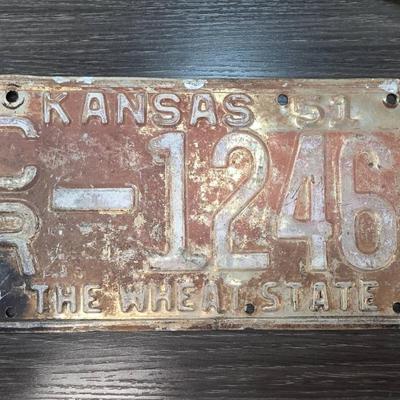 KANSAS 51
-1246
THE WHEAT STATE